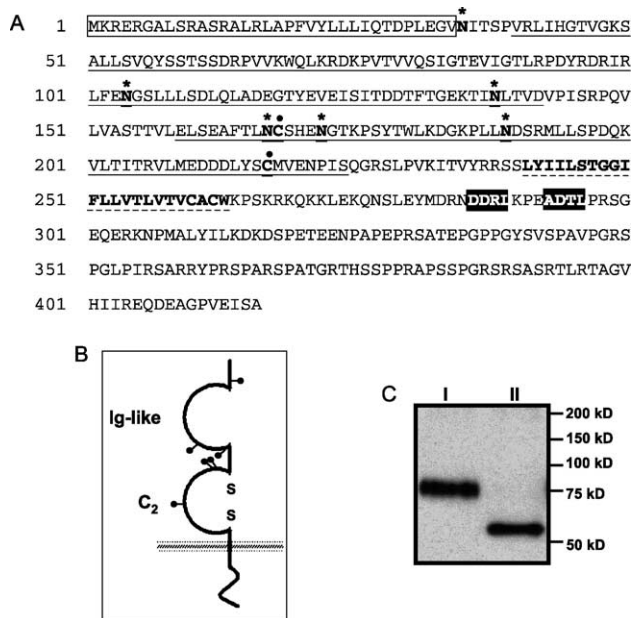 A
1 MKRERGALSRASRALRLAPFVYLLLIQTDPLEGVNITSPVRLIHGTVGKS
51 ALLSVQYSSTSSDRPVVKWQLKRDKPVTVVQSIGTEVIGTLRPDYRDRIR
101 LFENGSLLLSDLQLADEGTYEVEISITDDTFTGEKTINLTVDVPISRPQV
151 LVASTTVLELSEAFTLNCSHENGTKPSYTWLKDGKPLLNDSRMLLSPDQK
201 VLTITRVLMEDDDLYSCMVENPISQGRSLPVKITVYRRSSLYIILSTGGI
251 FLLVTLVTVCACWKPSKRKQKKLEKQNSLEYMDRNDDRLKPEADTLPRSG
301 EQERKNPMALYILKDKDSPETEENPAPEPRSATEPGPPGYSVSPAVPGRS
351 PGLPIRSARRYPRSPARSPATGRTHSSPPRAPSSPGRSRSASRTLRTAGV
401 HIIREQDEAGPVEISA
B
Ig-like
C2
S
S
C
I II
200 kD
150 kD
100 kD
75 kD
50 kD